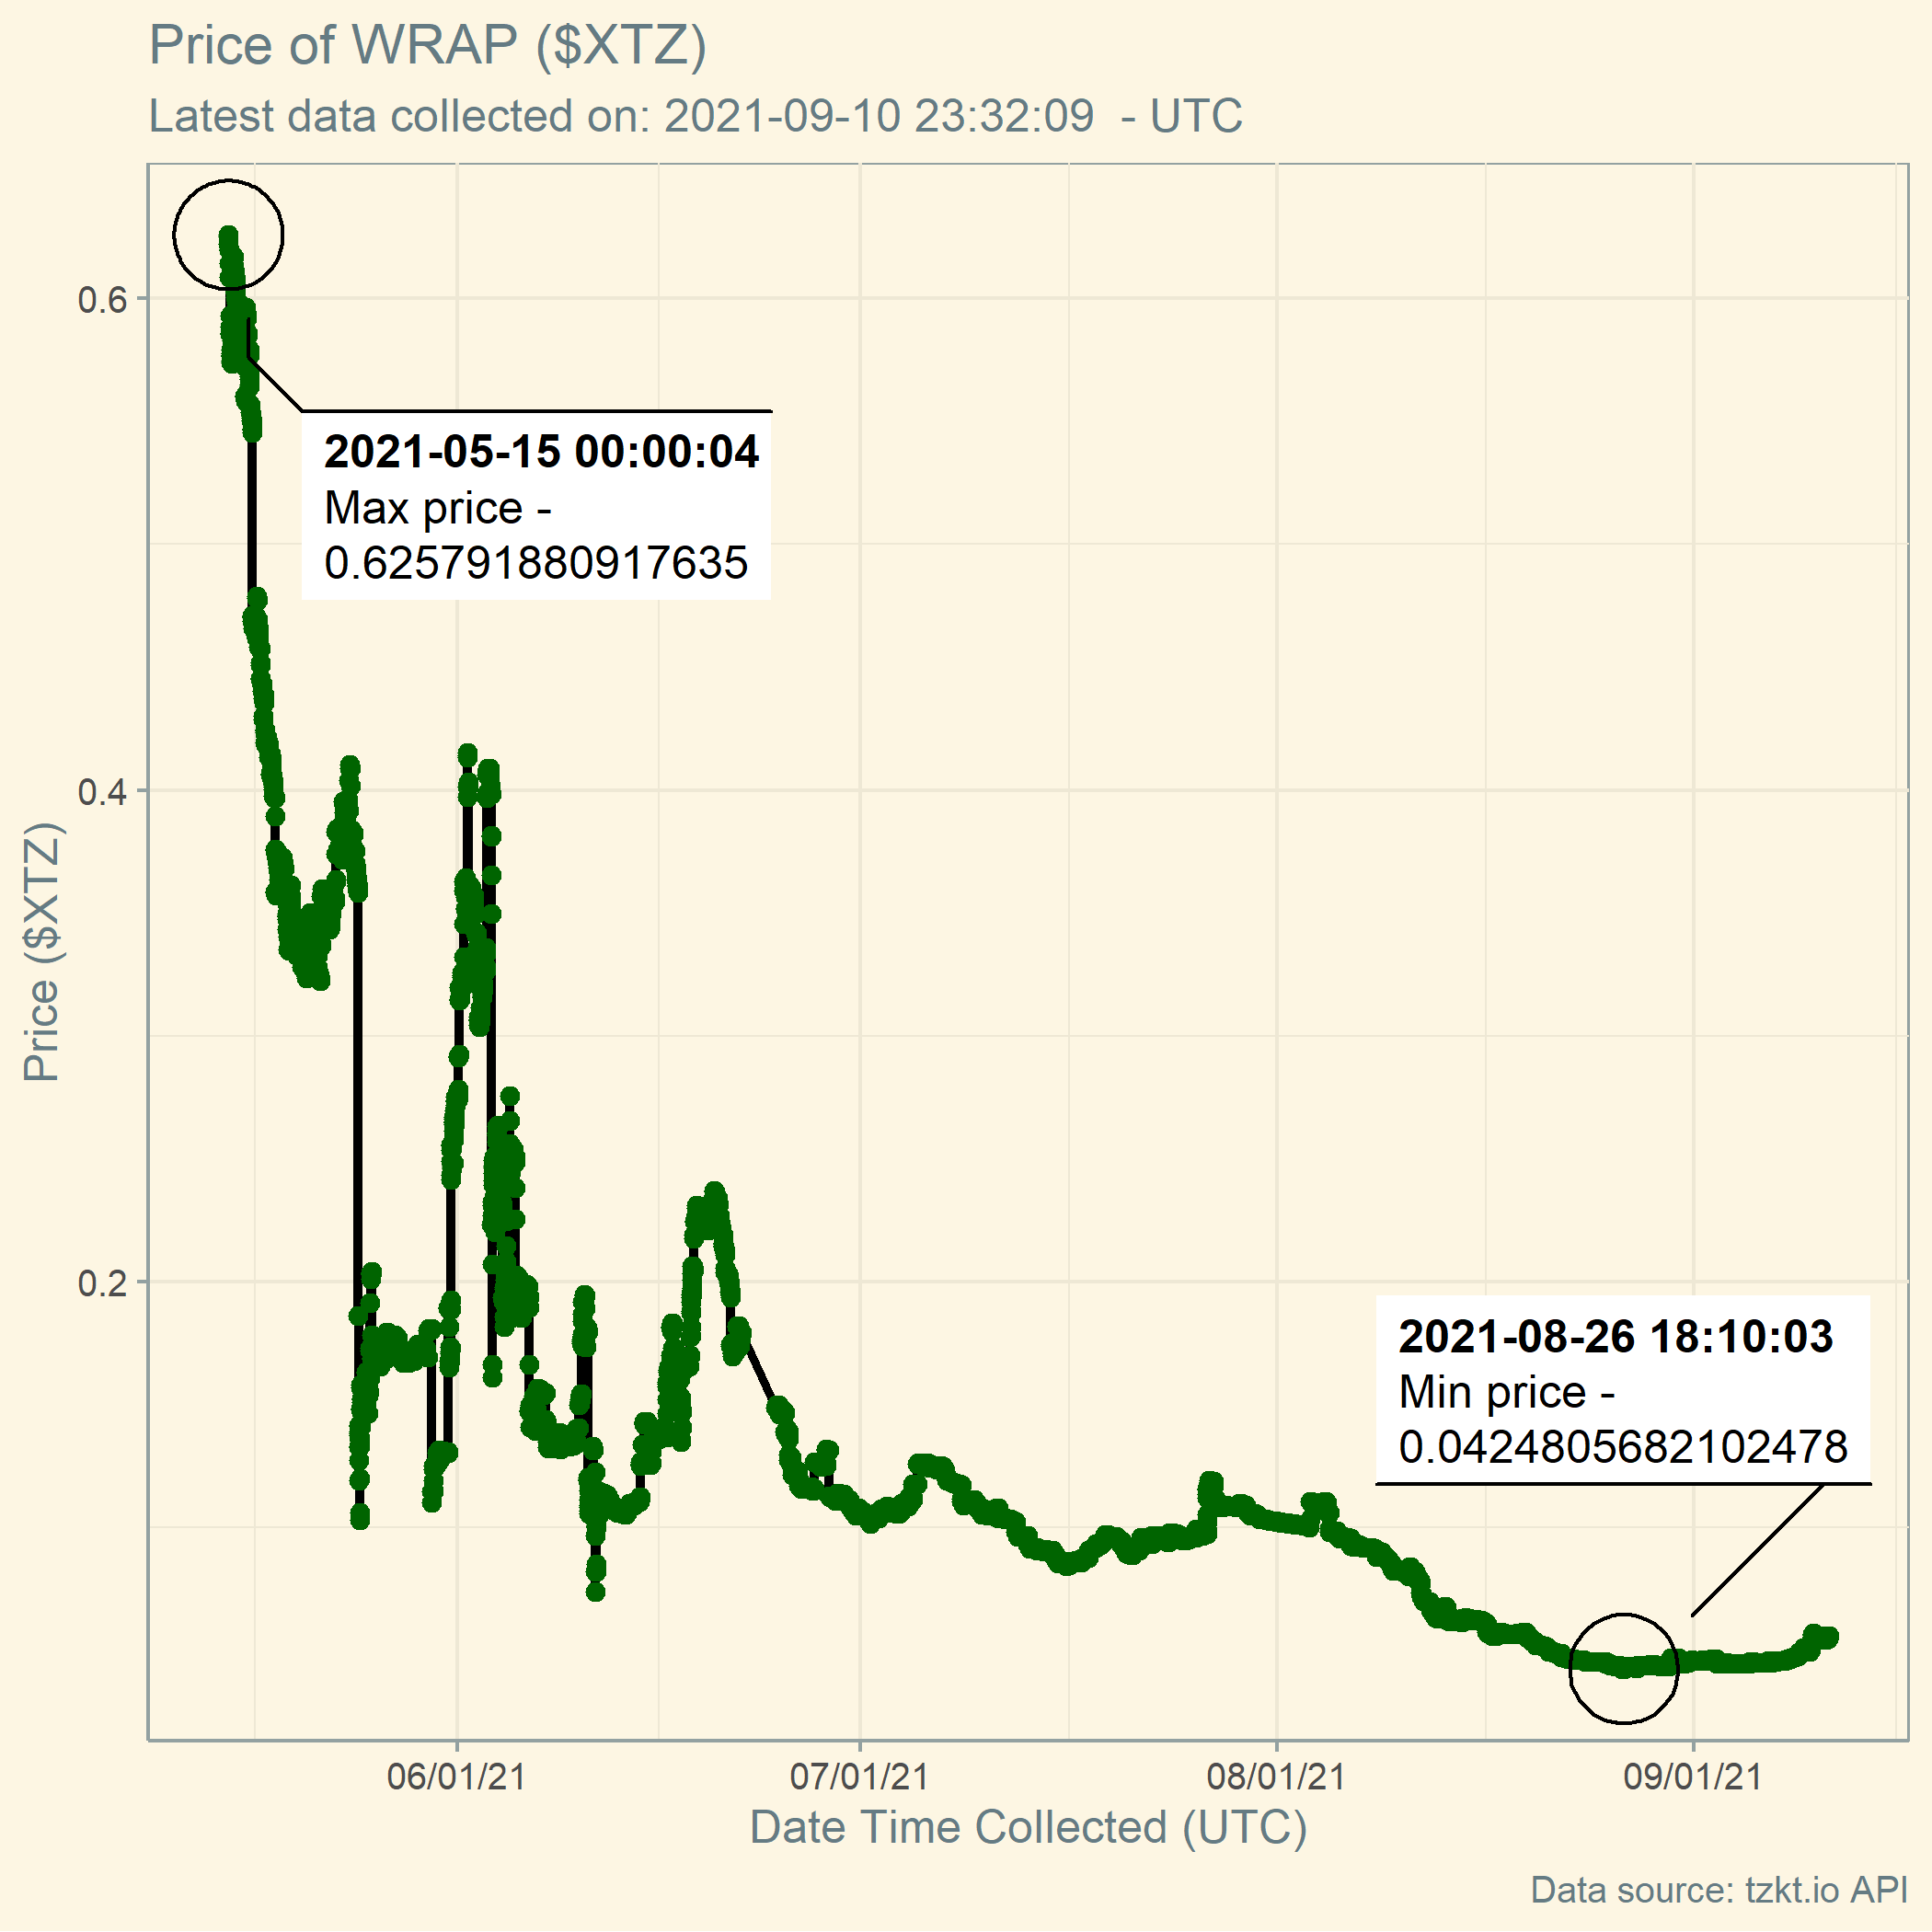 Price of WRAP ($XTZ)
Latest data collected on: 2021-09-10 23:32:09  - UTC
Price ($XTZ)
0.6
0.4
0.2
2021-05-15 00:00:04
Max price -
0.625791880917635
2021-08-26 18:10:03
Min price -
0.0424805682102478
06/01/21
07/01/21
08/01/21
09/01/21
Date Time Collected (UTC)
Data source: tzkt.io API